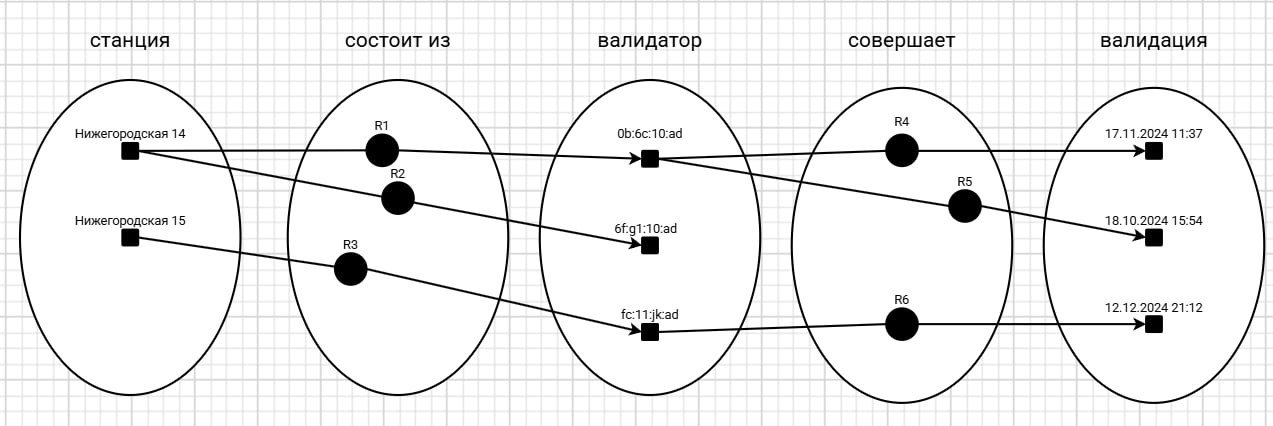 станция
состоит из
валидатор
совершает
валидация
Нижегородская 14
R1
0b:6c:10:ad
R4
17.11.2024 11:37
R2
R5
Нижегородская 15
6f:g1:10:ad
18.10.2024 15:54
R3
fc:11:jk:ad
R6
12.12.2024 21:12